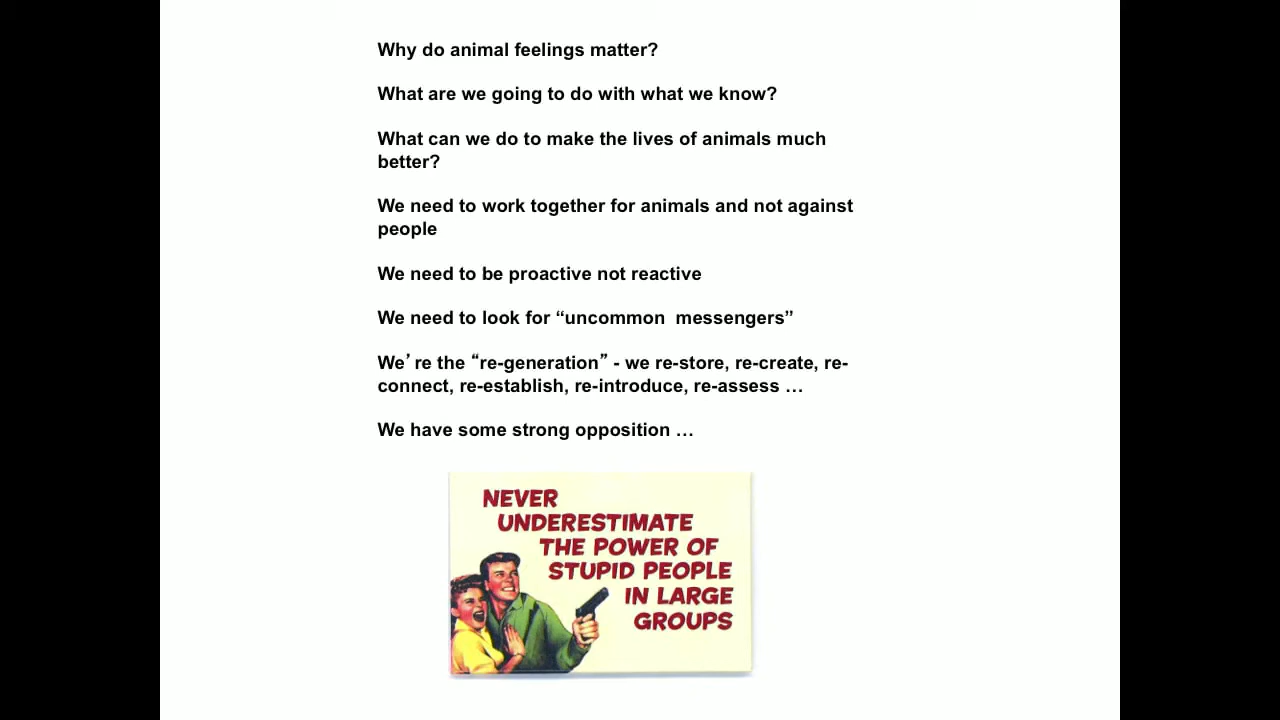 Why do animal feelings matter?
What are we going to do with what we know?
What can we do to make the lives of animals much
better?
We need to work together for animals and not against
people
We need to be proactive not reactive
We need to look for “uncommon  messengers”
We’ re the “re-generation” - we re-store, re-create, re-
connect, re-establish, re-introduce, re-assess …
We have some strong opposition …
NEVER
UNDERESTIMATE
THE POWER OF
STUPID PEOPLE
IN LARGE
GROUPS